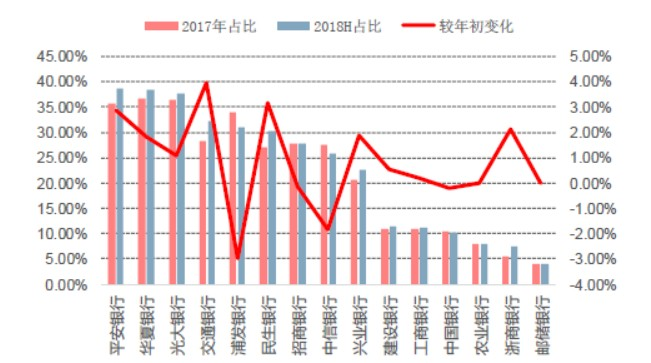 2017年占比 2018H占比 较年初变化
45.00% 5.00%
40.00% 4.00%
35.00% 3.00%
30.00% 2.00%
25.00% 1.00%
20.00% 0.00%
15.00% -1.00%
10.00% -2.00%
5.00% -3.00%
0.00% -4.00%
平安银行
华夏银行
光大银行
交通银行
浦发银行
民生银行
招商银行
中信银行
兴业银行
建设银行
工商银行
中国银行
农业银行
浙商银行
邮储银行